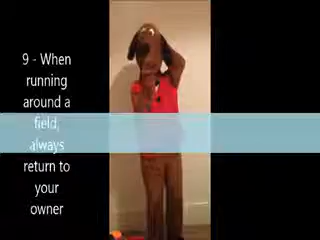 9 - When
running
around a
field,
always
return to
your
owner